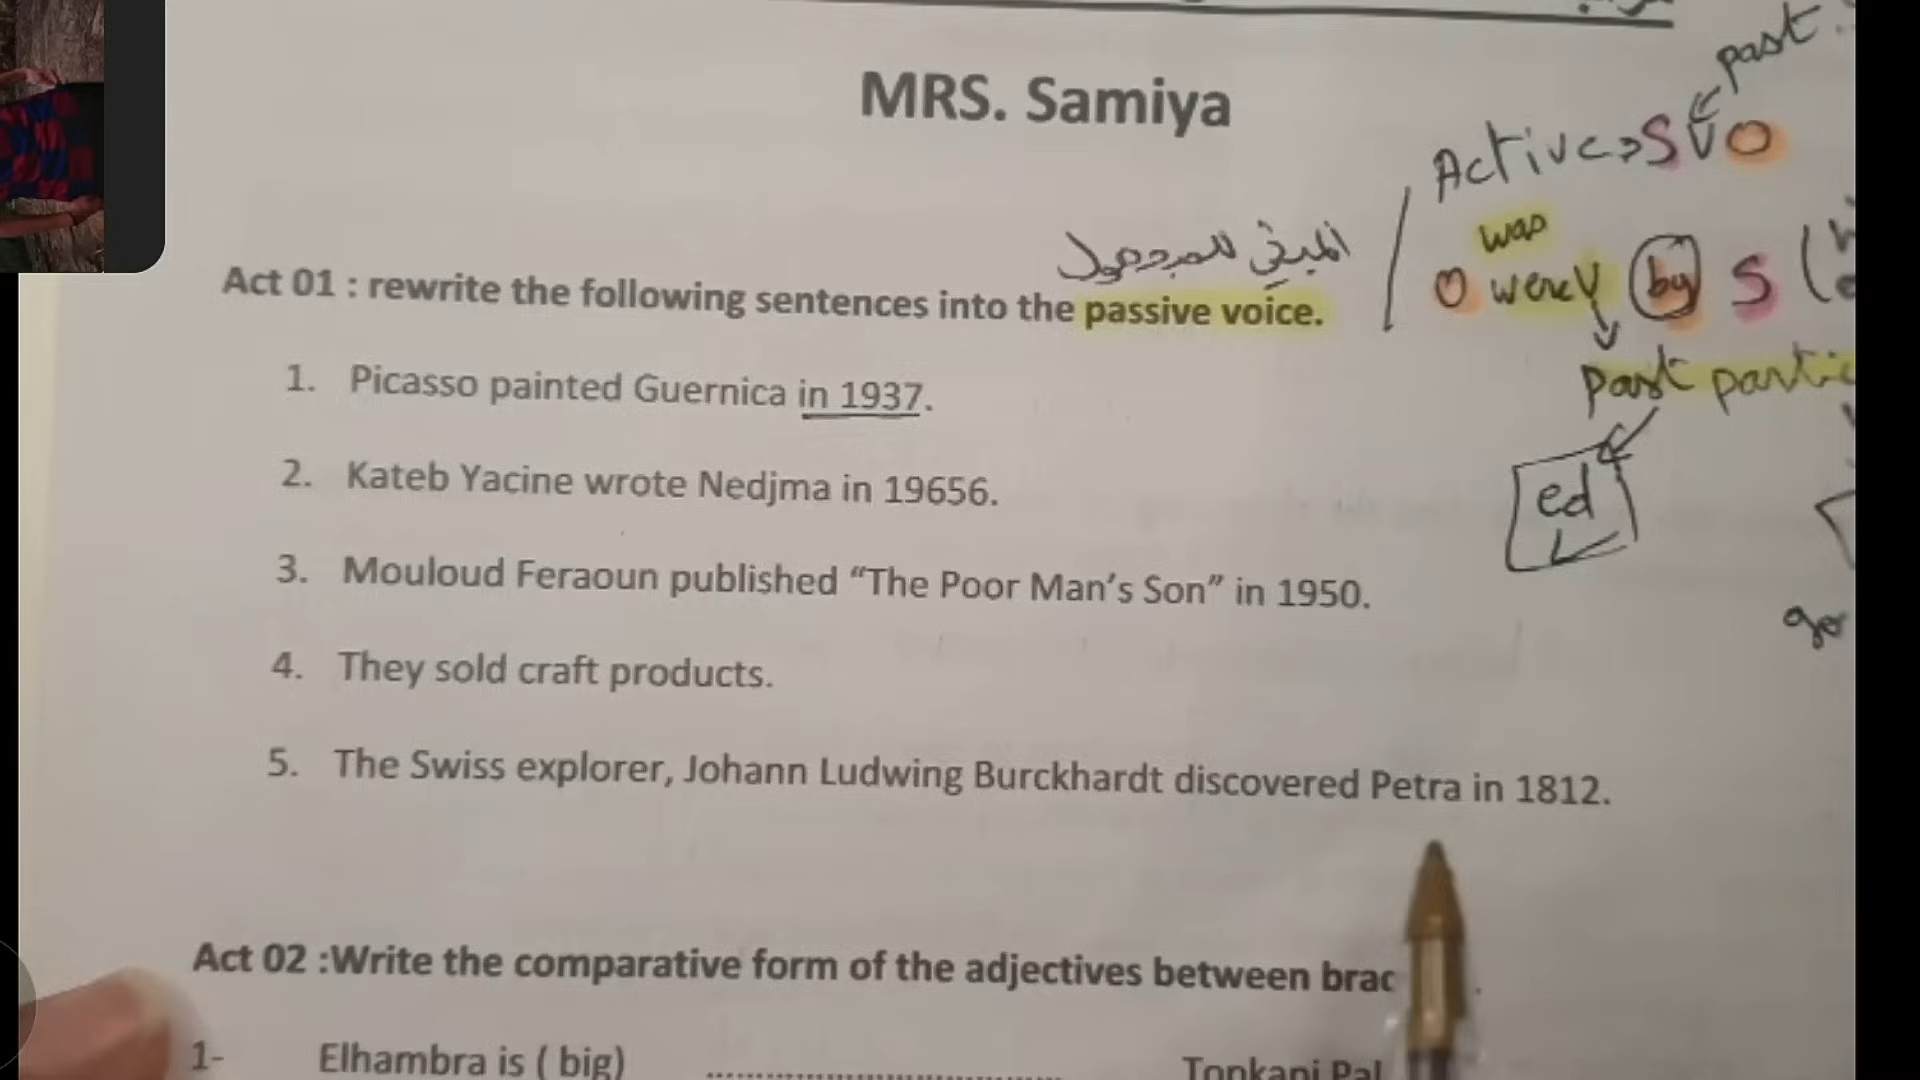 MRS. Samiya
past
Active => S V O
was
O were V by S (
past partic
ed
المبني للمجهول
Act 01 : rewrite the following sentences into the passive voice.
1. Picasso painted Guernica in 1937.
2. Kateb Yacine wrote Nedjma in 19656.
3. Mouloud Feraoun published “The Poor Man’s Son” in 1950.
4. They sold craft products.
5. The Swiss explorer, Johann Ludwing Burckhardt discovered Petra in 1812.
Act 02 :Write the comparative form of the adjectives between brac
1- Elhambra is ( big) .......................................... Topkapi Pal